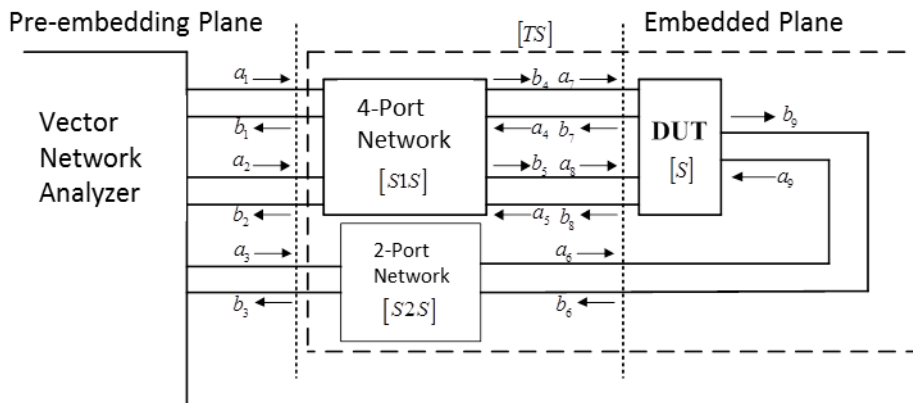 Pre-embedding Plane
[TS]
Embedded Plane
Vector
Network
Analyzer
a1
b1
a2
b2
a3
b3
4-Port
Network
[S1S]
2-Port
Network
[S2S]
b4 a7
a4 b7
b5 a8
a5 b8
a6
b6
DUT
[S]
b9
a9